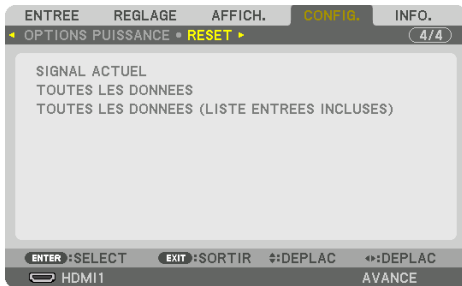 ENTREE REGLAGE AFFICH. CONFIG. INFO.
◂ OPTIONS PUISSANCE • RESET ▸ 4/4
SIGNAL ACTUEL
TOUTES LES DONNEES
TOUTES LES DONNEES (LISTE ENTREES INCLUSES)
ENTER :SELECT EXIT :SORTIR :DEPLAC :DEPLAC
HDMI1 AVANCE